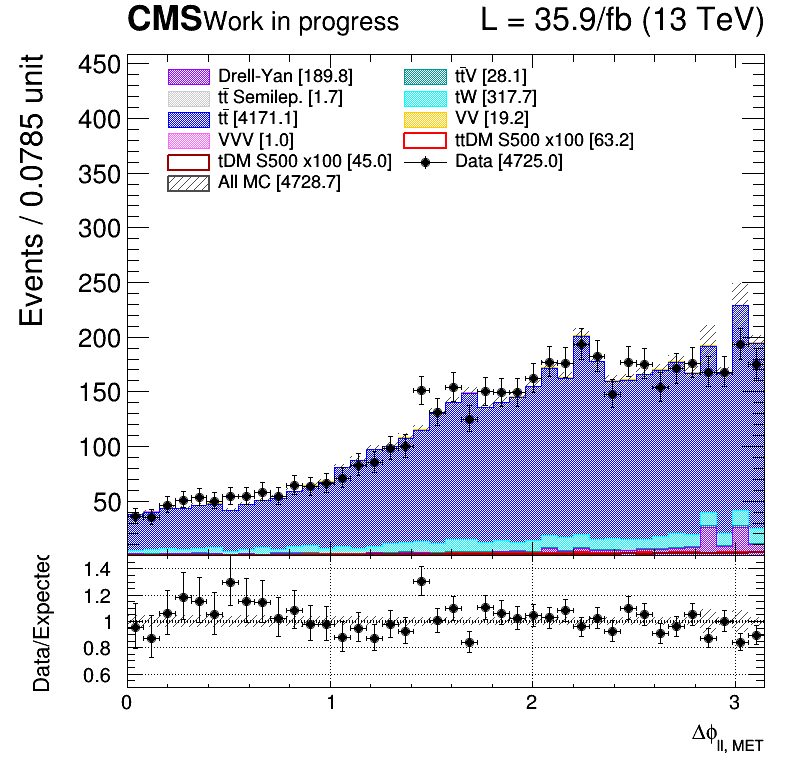 CMS Work in progress L = 35.9/fb (13 TeV)
Events / 0.0785 unit
450
400
350
300
250
200
150
100
50
Drell-Yan [189.8] tt̄V [28.1]
tt̄ Semilep. [1.7] tW [317.7]
tt̄ [4171.1] VV [19.2]
VVV [1.0] ttDM S500 x100 [63.2]
tDM S500 x100 [45.0] Data [4725.0]
All MC [4728.7]
Data/Expected
1.4
1.2
1
0.8
0.6
0 1 2 3
Δϕll, MET